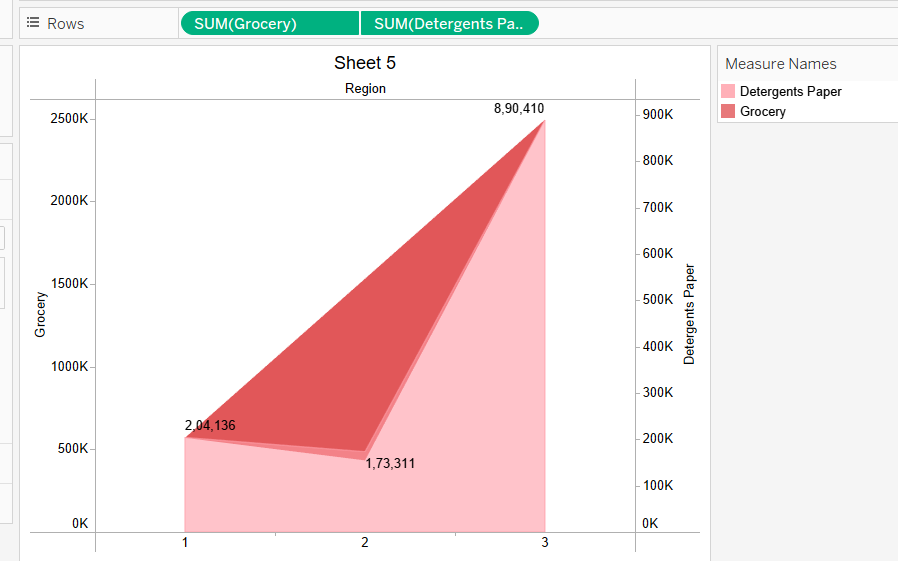 Rows
SUM(Grocery)
SUM(Detergents Pa..
Sheet 5
Measure Names
Region
Detergents Paper
Grocery
8,90,410
2500K
2000K
1500K
1000K
500K
0K
Grocery
900K
800K
700K
600K
500K
400K
300K
200K
100K
0K
Detergents Paper
2,04,136
1,73,311
1
2
3